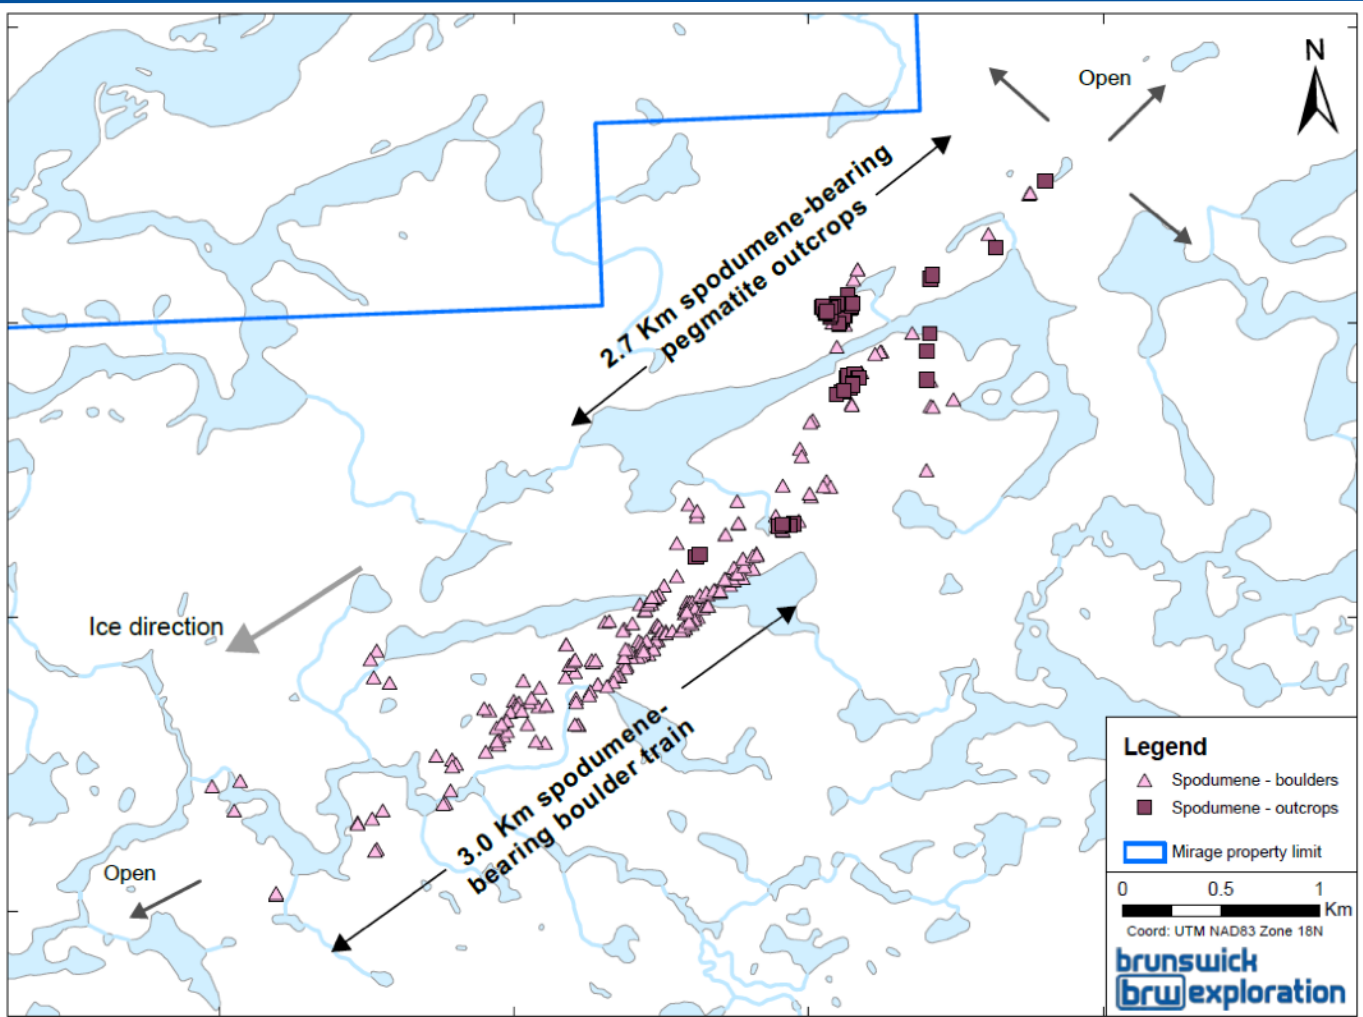 N
Open
2.7 Km spodumene-bearing
pegmatite outcrops
Ice direction
3.0 Km spodumene-
bearing boulder train
Open
Legend
Spodumene - boulders
Spodumene - outcrops
Mirage property limit
0 0.5 1
Km
Coord: UTM NAD83 Zone 18N
brunswick
brw exploration